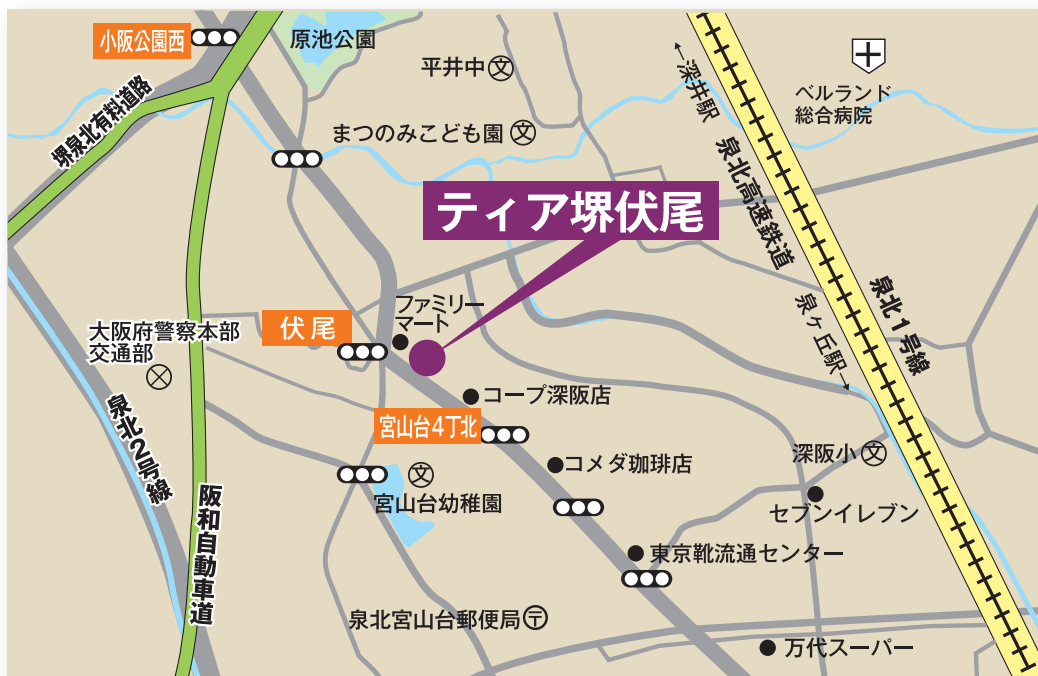 小阪公園西
原池公園
平井中
文
ベルランド
総合病院
←深井駅
堺泉北有料道路
まつのみこども園
文
泉北高速鉄道
ティア堺伏尾
泉北1号線
ファミリー
マート
伏尾
泉ヶ丘駅→
大阪府警察本部
交通部
コープ深阪店
泉北2号線
宮山台4丁北
深阪小
文
コメダ珈琲店
文
宮山台幼稚園
セブンイレブン
阪和自動車道
東京靴流通センター
泉北宮山台郵便局
〒
万代スーパー